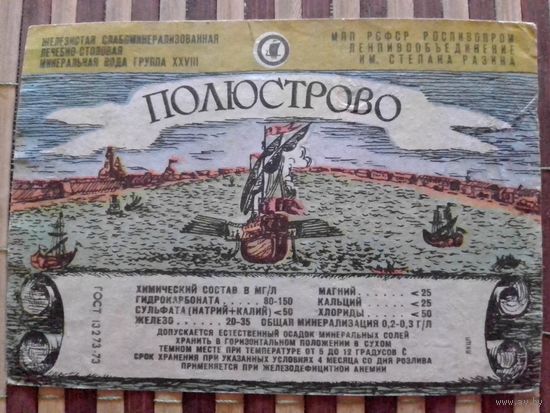 ЖЕЛЕЗИСТАЯ СЛАБОМИНЕРАЛИЗОВАННАЯ
ЛЕЧЕБНО-СТОЛОВАЯ
МИНЕРАЛЬНАЯ ВОДА ГРУППА XXVIII
МПП РСФСР РОСПИВОПРОМ
ЛЕНПИВООБЪЕДИНЕНИЕ
ИМ. СТЕПАНА РАЗИНА
ПОЛЮСТРОВО
ХИМИЧЕСКИЙ СОСТАВ В МГ/Л
ГИДРОКАРБОНАТА ..... 80-150
СУЛЬФАТА (НАТРИЙ+КАЛИЙ) <50
ЖЕЛЕЗО ...... 20-35
МАГНИЙ ...... <25
КАЛЬЦИЙ ..... <25
ХЛОРИДЫ ..... <50
ОБЩАЯ МИНЕРАЛИЗАЦИЯ 0,2-0,3 Г/Л
ДОПУСКАЕТСЯ ЕСТЕСТВЕННЫЙ ОСАДОК МИНЕРАЛЬНЫХ СОЛЕЙ
ХРАНИТЬ В ГОРИЗОНТАЛЬНОМ ПОЛОЖЕНИИ В СУХОМ
ТЕМНОМ МЕСТЕ ПРИ ТЕМПЕРАТУРЕ ОТ 5 ДО 12 ГРАДУСОВ С
СРОК ХРАНЕНИЯ ПРИ УКАЗАННЫХ УСЛОВИЯХ 4 МЕСЯЦА СО ДНЯ РОЗЛИВА
ПРИМЕНЯЕТСЯ ПРИ ЖЕЛЕЗОДЕФИЦИТНОЙ АНЕМИИ
ГОСТ 13273-73
www.ay.by